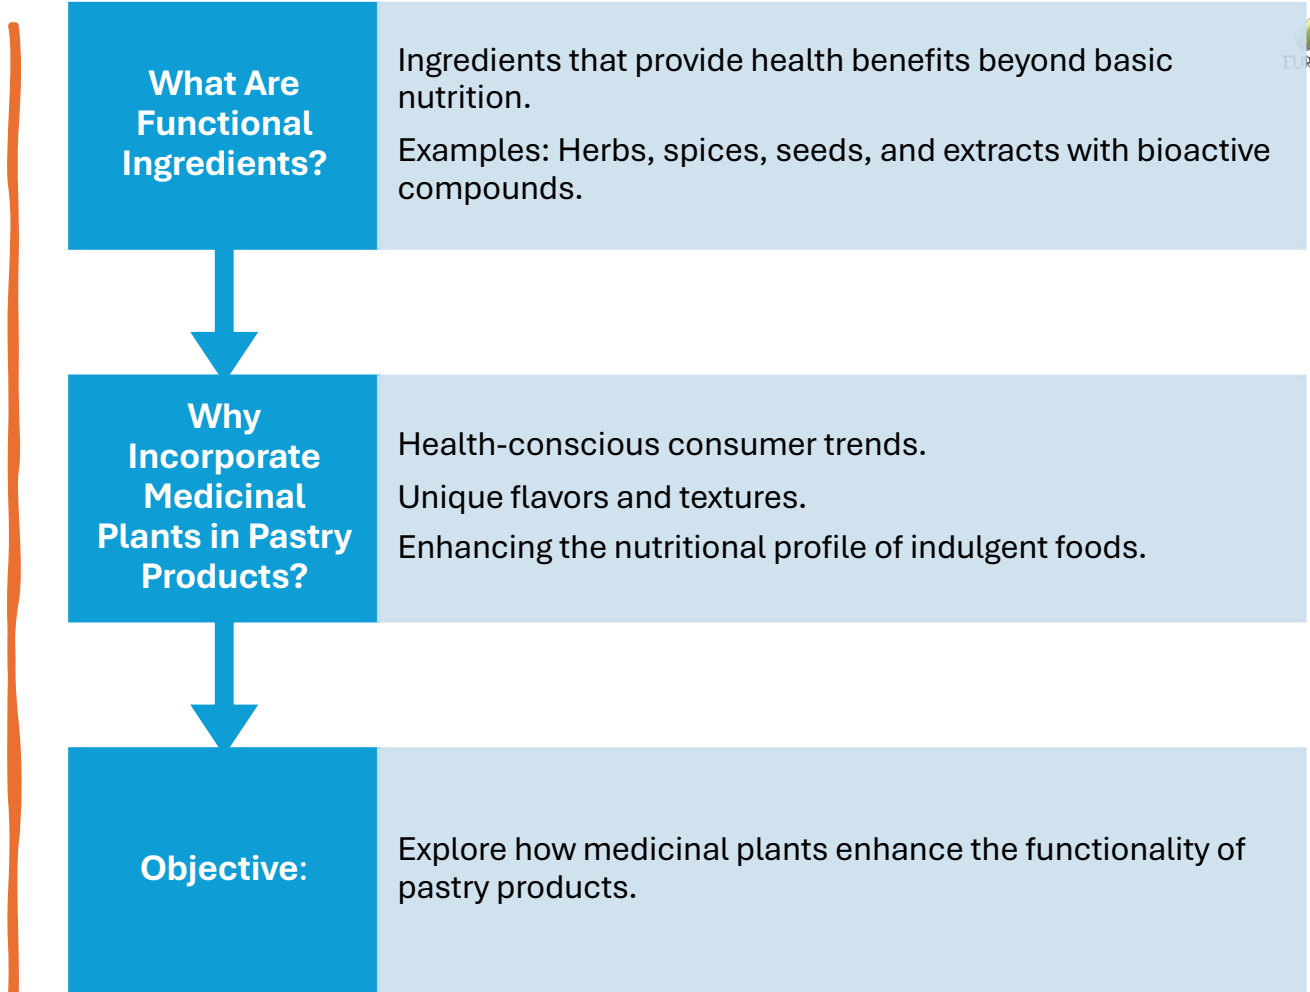 What Are
Functional
Ingredients?
Ingredients that provide health benefits beyond basic
nutrition.
Examples: Herbs, spices, seeds, and extracts with bioactive
compounds.
Why
Incorporate
Medicinal
Plants in Pastry
Products?
Health-conscious consumer trends.
Unique flavors and textures.
Enhancing the nutritional profile of indulgent foods.
Objective:
Explore how medicinal plants enhance the functionality of
pastry products.